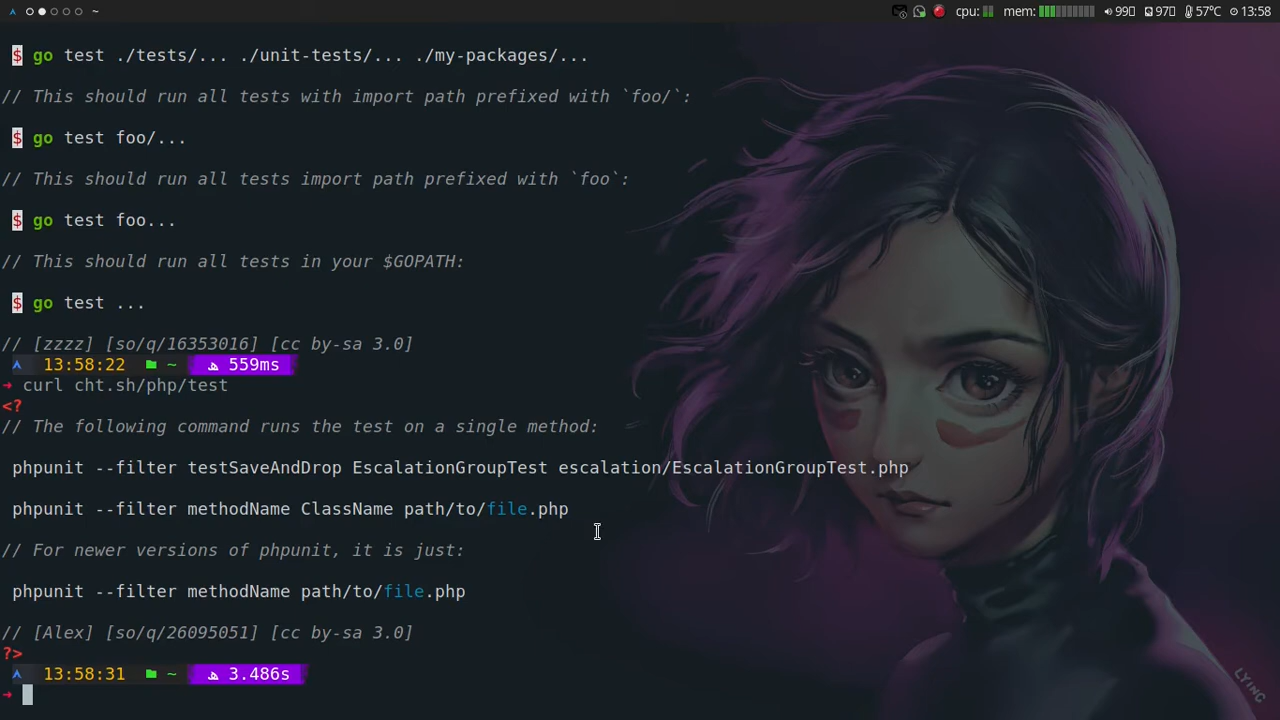 ~ cpu: mem: 99 97 57°C 13:58
$ go test ./tests/... ./unit-tests/... ./my-packages/...
// This should run all tests with import path prefixed with `foo/`:
$ go test foo/...
// This should run all tests import path prefixed with `foo`:
$ go test foo...
// This should run all tests in your $GOPATH:
$ go test ...
// [zzzz] [so/q/16353016] [cc by-sa 3.0]
13:58:22 ~ 559ms
➜ curl cht.sh/php/test
<?
// The following command runs the test on a single method:
phpunit --filter testSaveAndDrop EscalationGroupTest escalation/EscalationGroupTest.php
phpunit --filter methodName ClassName path/to/file.php
// For newer versions of phpunit, it is just:
phpunit --filter methodName path/to/file.php
// [Alex] [so/q/26095051] [cc by-sa 3.0]
?>
13:58:31 ~ 3.486s
➜
LYING